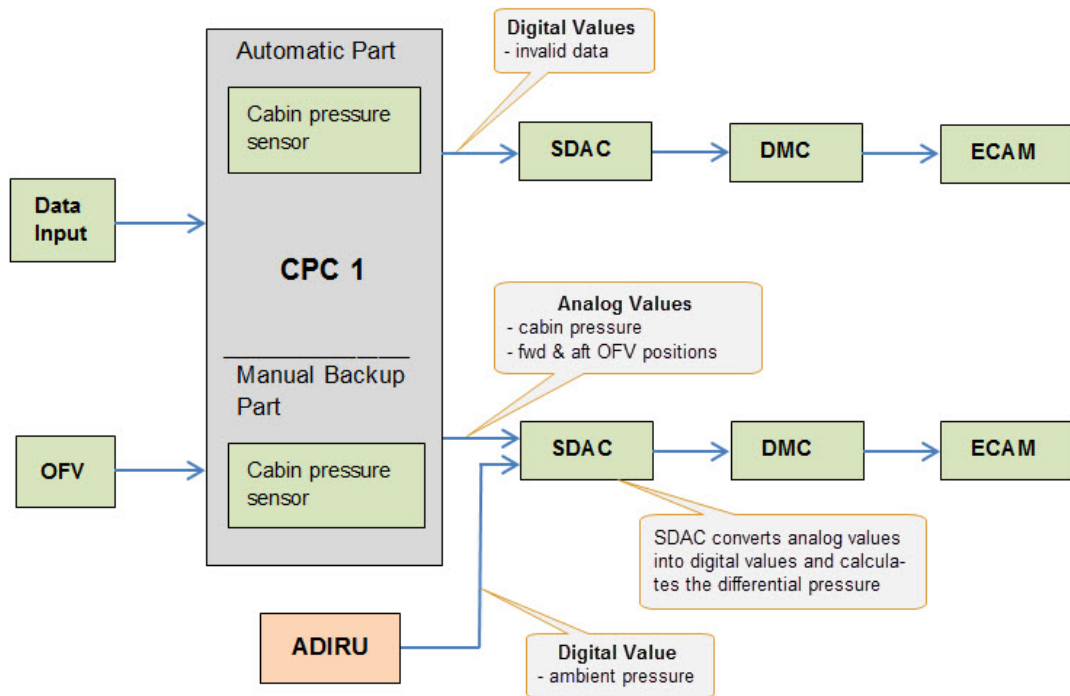 Automatic Part
Cabin pressure
sensor
Digital Values
- invalid data
SDAC
DMC
ECAM
Data
Input
CPC 1
Analog Values
- cabin pressure
- fwd & aft OFV positions
Manual Backup
Part
Cabin pressure
sensor
OFV
SDAC
DMC
ECAM
SDAC converts analog values
into digital values and calcula-
tes the differential pressure
ADIRU
Digital Value
- ambient pressure